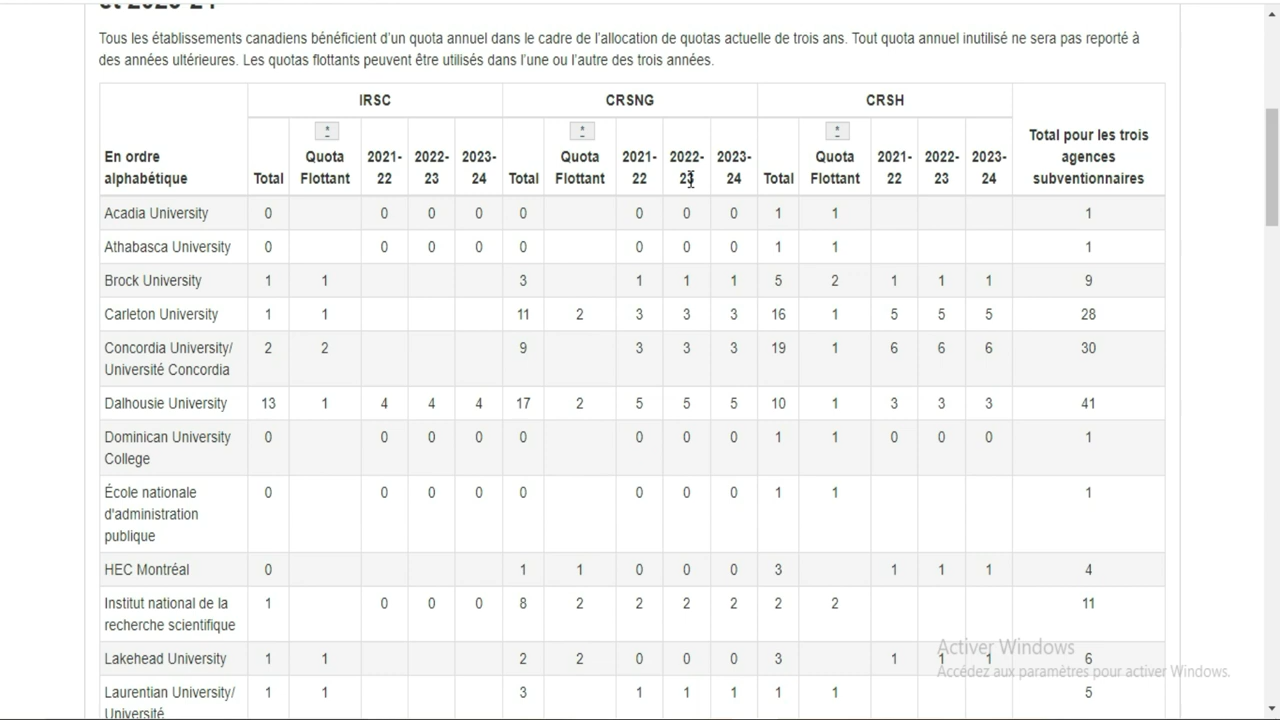 Tous les établissements canadiens bénéficient d'un quota annuel dans le cadre de l'allocation de quotas actuelle de trois ans. Tout quota annuel inutilisé ne sera pas reporté à
des années ultérieures. Les quotas flottants peuvent être utilisés dans l'une ou l'autre des trois années.
IRSC CRSNG CRSH
En ordre
alphabétique
Total
*
Quota
Flottant
2021-
22
2022-
23
2023-
24
Total
*
Quota
Flottant
2021-
22
2022-
23
2023-
24
Total
*
Quota
Flottant
2021-
22
2022-
23
2023-
24
Total pour les trois
agences
subventionnaires
Acadia University 0 0 0 0 0 0 0 0 1 1 1
Athabasca University 0 0 0 0 0 0 0 0 1 1 1
Brock University 1 1 3 1 1 1 5 2 1 1 1 9
Carleton University 1 1 11 2 3 3 3 16 1 5 5 5 28
Concordia University/
Université Concordia
2 2 9 3 3 3 19 1 6 6 6 30
Dalhousie University 13 1 4 4 4 17 2 5 5 5 10 1 3 3 3 41
Dominican University
College
0 0 0 0 0 0 0 0 1 1 0 0 0 1
École nationale
d'administration
publique
0 0 0 0 0 0 0 0 1 1 1
HEC Montréal 0 1 1 0 0 0 3 1 1 1 4
Institut national de la
recherche scientifique
1 0 0 0 8 2 2 2 2 2 2 11
Lakehead University 1 1 2 2 0 0 0 3 1 1 1 6
Laurentian University/
Université
1 1 3 1 1 1 1 1 5
Activer Windows
Accédez aux paramètres pour activer Windows.